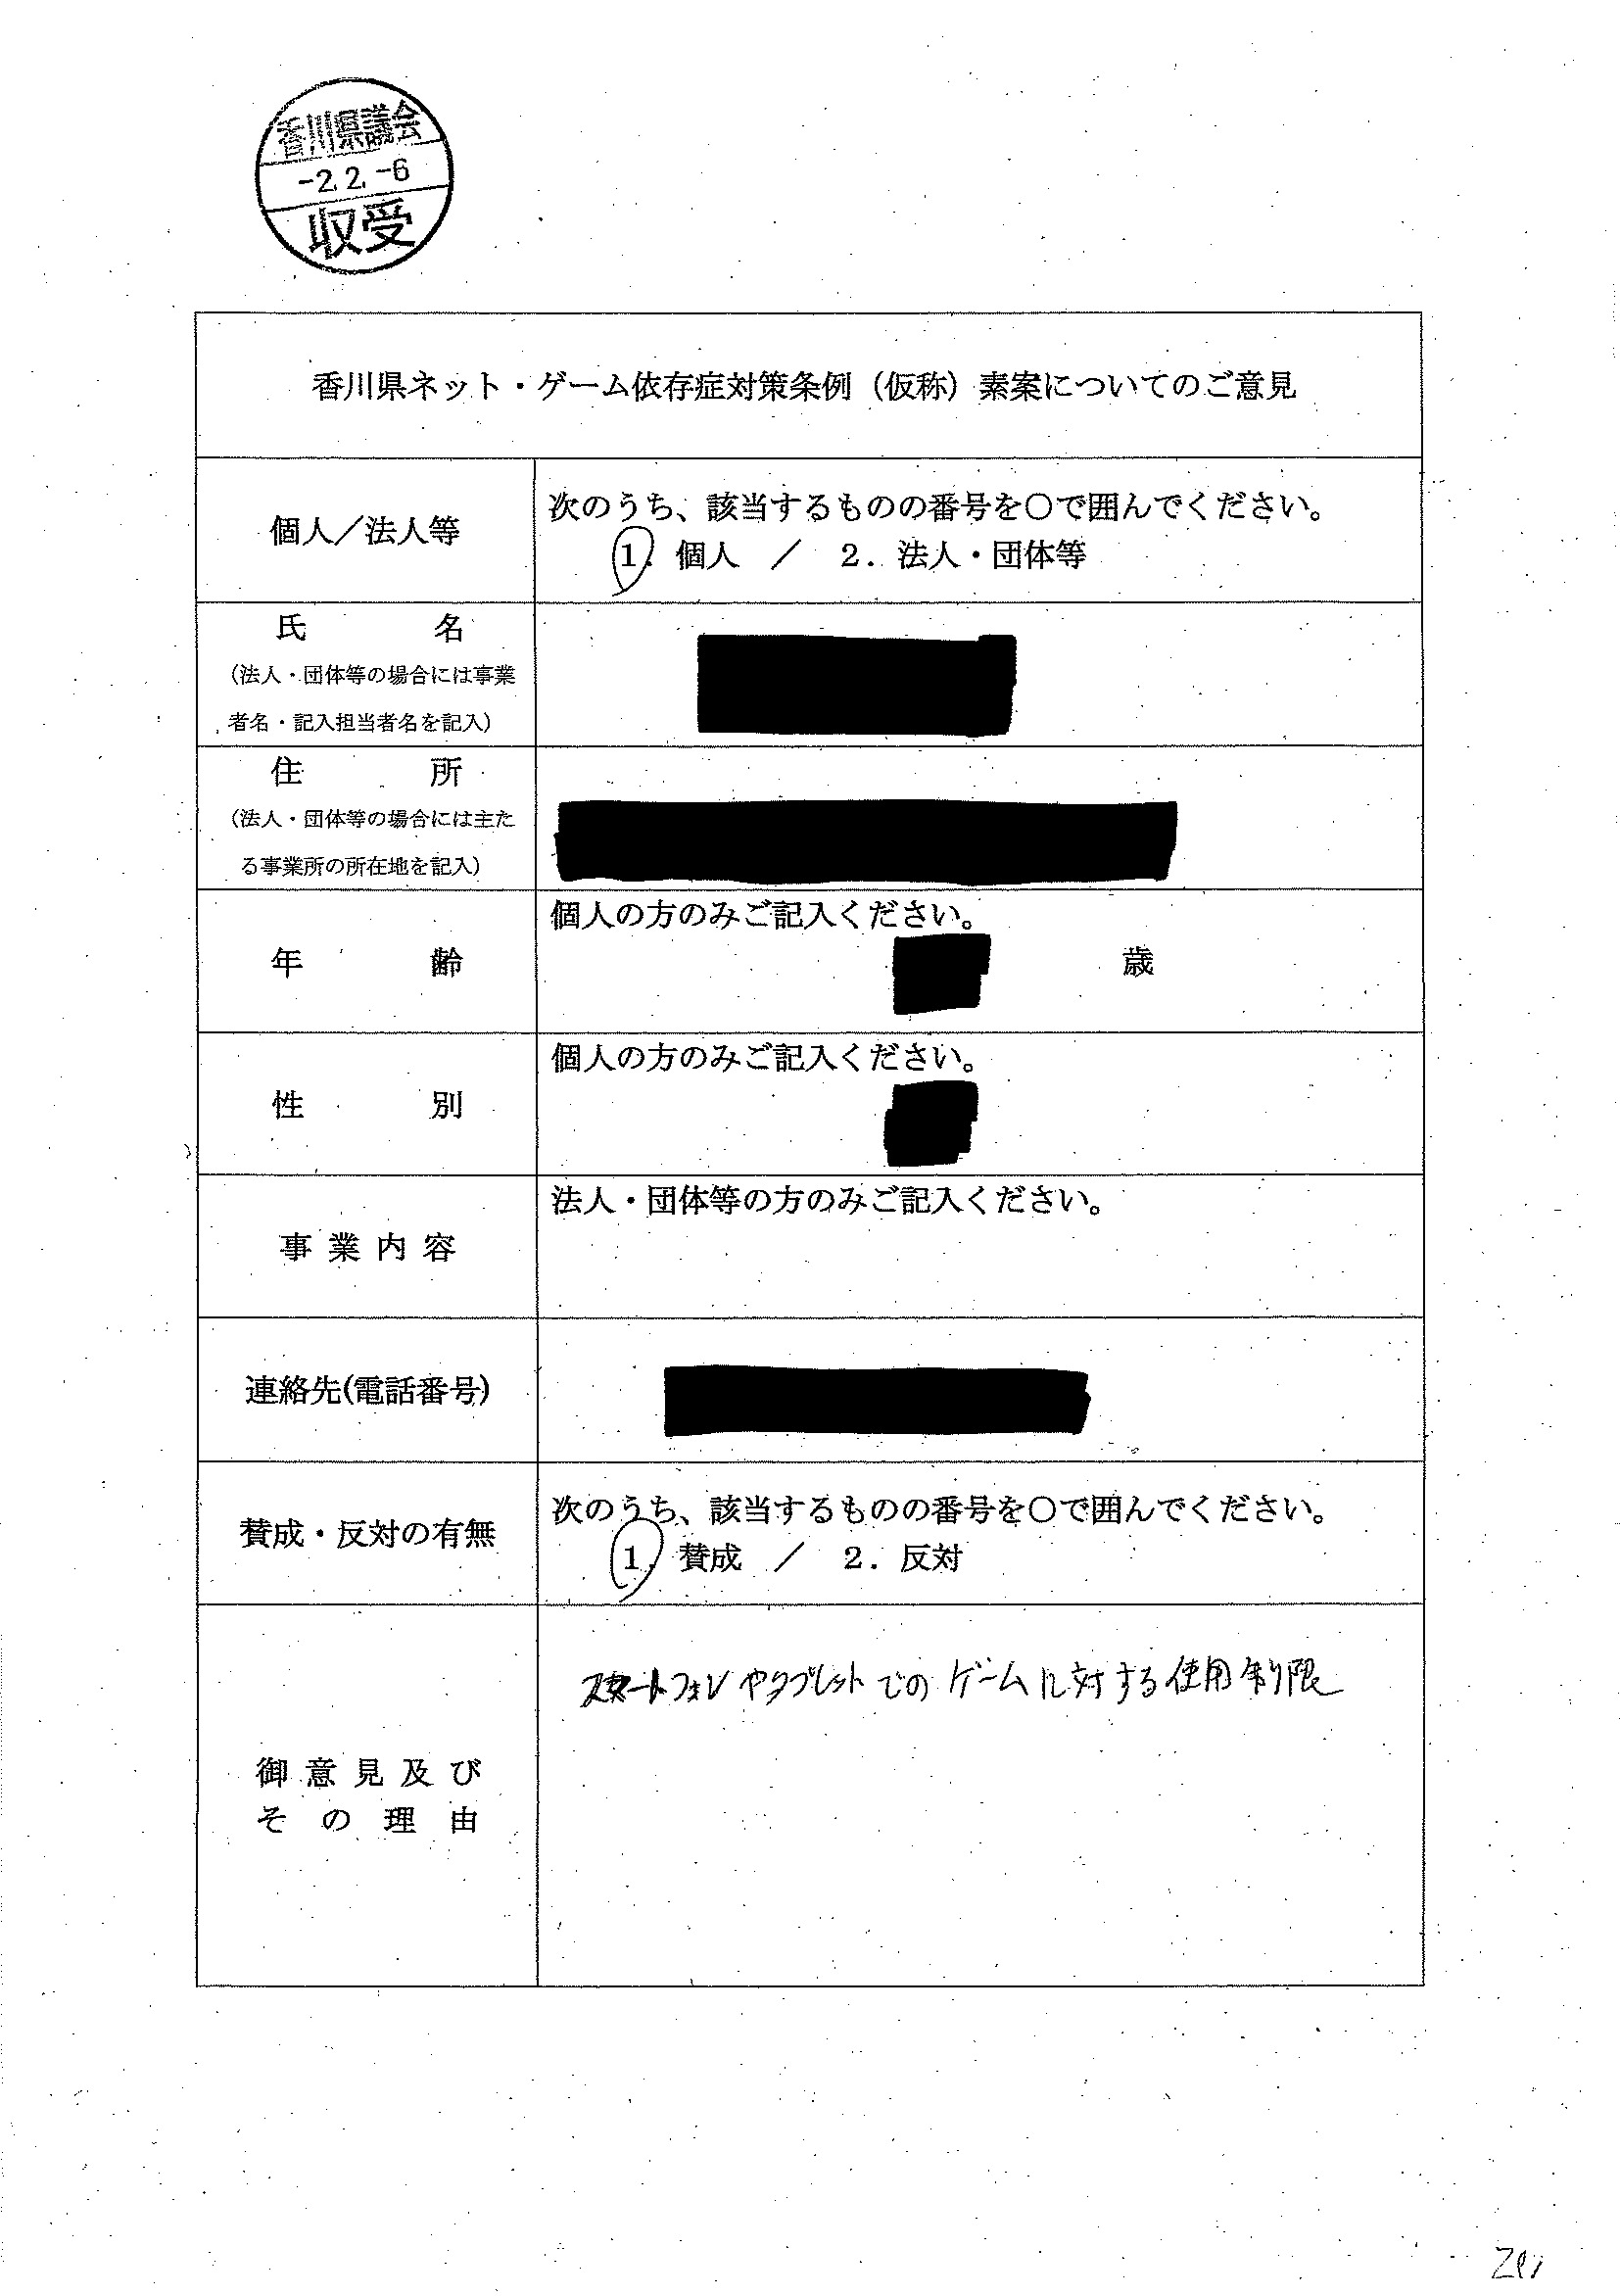 香川県議会
-2.2.-6
収受
香川県ネット・ゲーム依存症対策条例（仮称）素案についてのご意見
個人／法人等
次のうち、該当するものの番号を○で囲んでください。
1. 個人 ／ 2. 法人・団体等
氏名
（法人・団体等の場合には事業
者名・記入担当者名を記入）
住所
（法人・団体等の場合には主た
る事業所の所在地を記入）
年齢
個人の方のみご記入ください。
歳
性別
個人の方のみご記入ください。
事業内容
法人・団体等の方のみご記入ください。
連絡先(電話番号)
賛成・反対の有無
次のうち、該当するものの番号を○で囲んでください。
1. 賛成 ／ 2. 反対
御意見及び
その理由
スマートフォンやタブレットでのゲームに対する使用制限